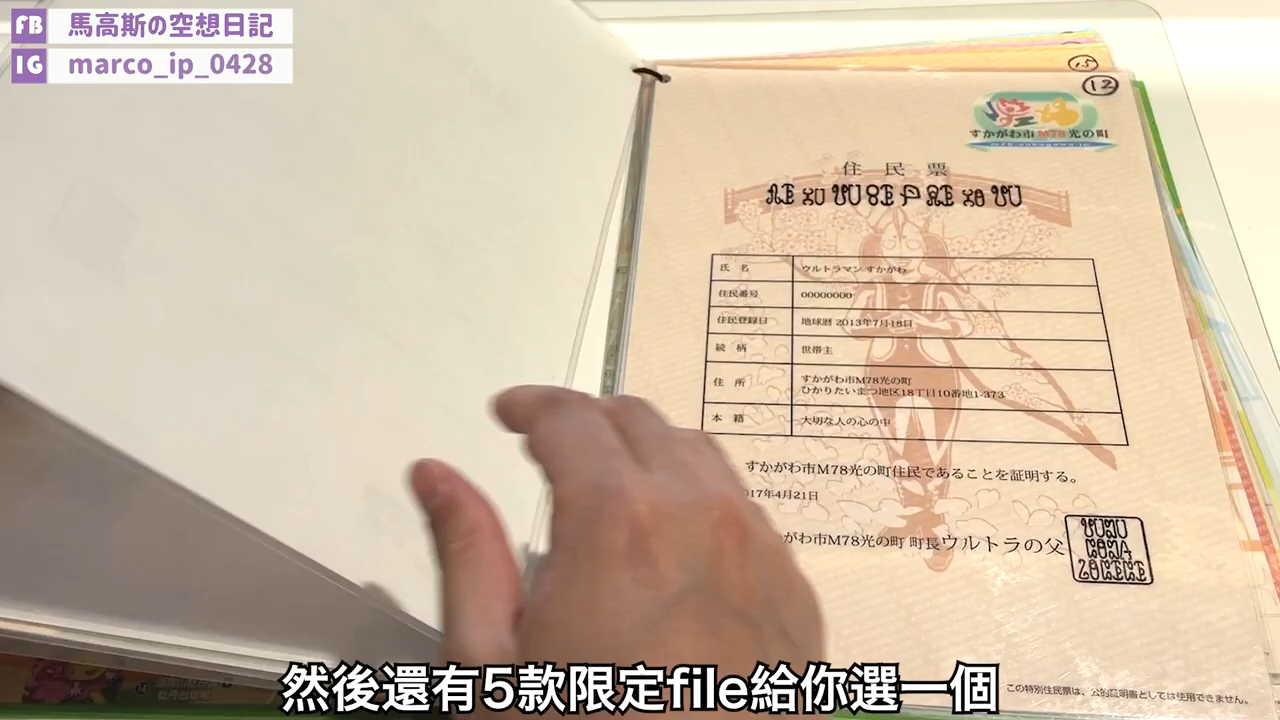 FB 馬高斯の空想日記
IG marco_ip_0428
15
12
すかがわ市M78光の町
住民票
氏 名 ウルトラマン すかがわ
住民番号 00000000
住民登録日 地球暦 2013年7月18日
続 柄 世帯主
住 所 すかがわ市M78光の町
ひかりたいまつ地区18丁目10番地1-373
本 籍 大切な人の心の中
すかがわ市M78光の町住民であることを証明する。
17年4月21日
かがわ市M78光の町 町長ウルトラの父
然後還有5款限定file給你選一個
この特別住民票は、公的証明書としては使用できません。